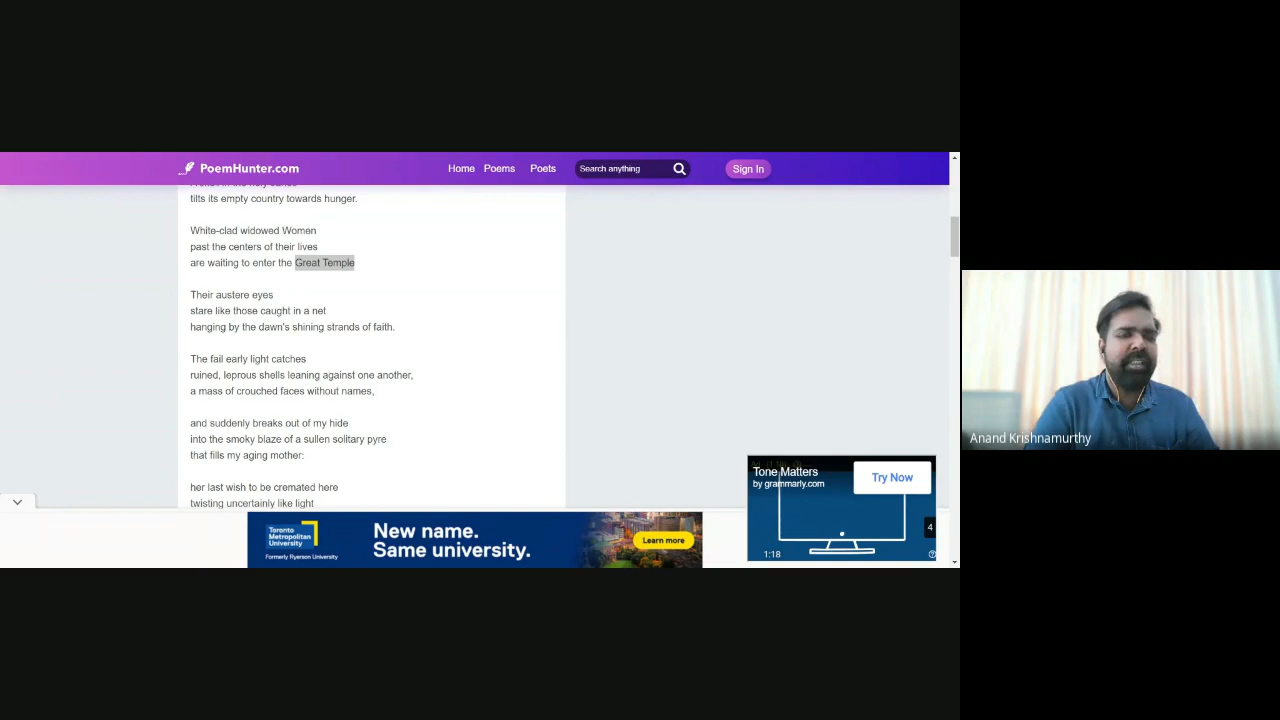 PoemHunter.com
Home Poems Poets Search anything Sign In
tilts its empty country towards hunger.
White-clad widowed Women
past the centers of their lives
are waiting to enter the Great Temple
Their austere eyes
stare like those caught in a net
hanging by the dawn's shining strands of faith.
The fail early light catches
ruined, leprous shells leaning against one another,
a mass of crouched faces without names,
and suddenly breaks out of my hide
into the smoky blaze of a sullen solitary pyre
that fills my aging mother:
her last wish to be cremated here
twisting uncertainly like light
Toronto
Metropolitan
University
Formerly Ryerson University
New name.
Same university.
Learn more
Tone Matters
by grammarly.com
Try Now
4
1:18
Anand Krishnamurthy